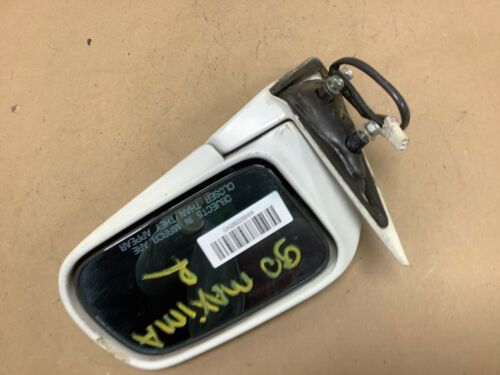 OBJECTS IN MIRROR ARE
CLOSER THAN THEY APPEAR
90 MAXIMA
R